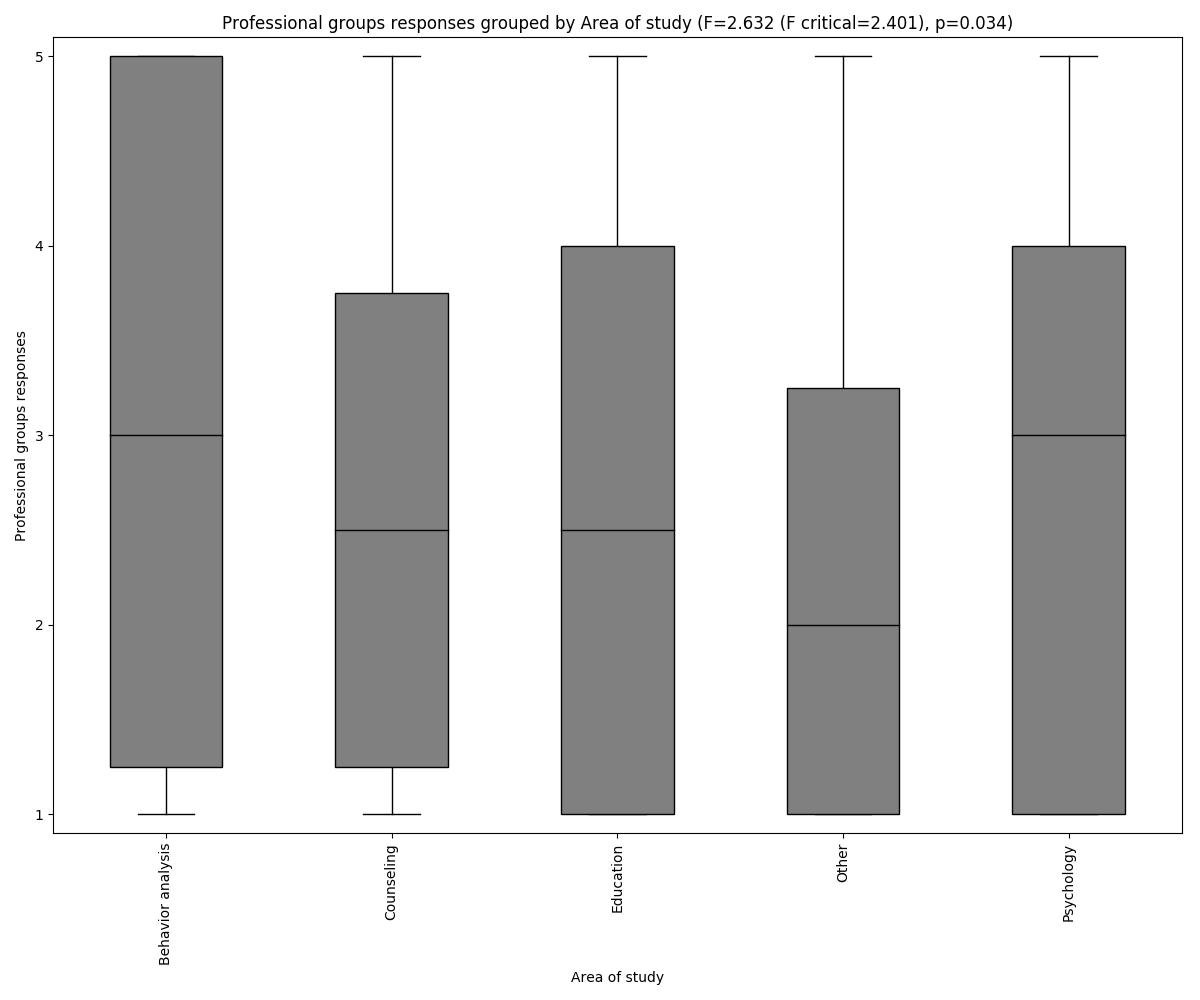 Professional groups responses grouped by Area of study (F=2.632 (F critical=2.401), p=0.034)
Professional groups responses
5
4
3
2
1
Behavior analysis
Counseling
Education
Other
Psychology
Area of study